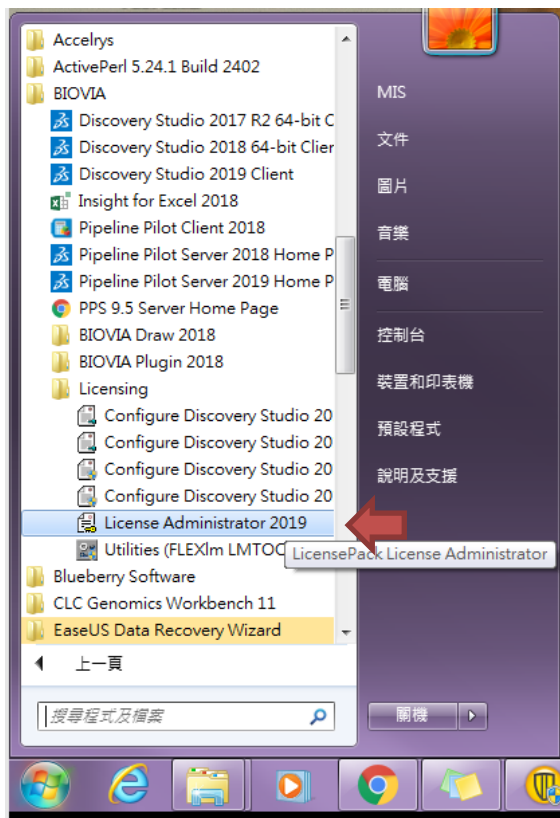 Accelrys
ActivePerl 5.24.1 Build 2402
BIOVIA
Discovery Studio 2017 R2 64-bit C
Discovery Studio 2018 64-bit Clier
Discovery Studio 2019 Client
Insight for Excel 2018
Pipeline Pilot Client 2018
Pipeline Pilot Server 2018 Home P
Pipeline Pilot Server 2019 Home P
PPS 9.5 Server Home Page
BIOVIA Draw 2018
BIOVIA Plugin 2018
Licensing
Configure Discovery Studio 20
Configure Discovery Studio 20
Configure Discovery Studio 20
Configure Discovery Studio 20
License Administrator 2019
Utilities (FLEXlm LMTOC
LicensePack License Administrator
Blueberry Software
CLC Genomics Workbench 11
EaseUS Data Recovery Wizard
上一頁
搜尋程式及檔案
MIS
文件
圖片
音樂
電腦
控制台
裝置和印表機
預設程式
說明及支援
關機